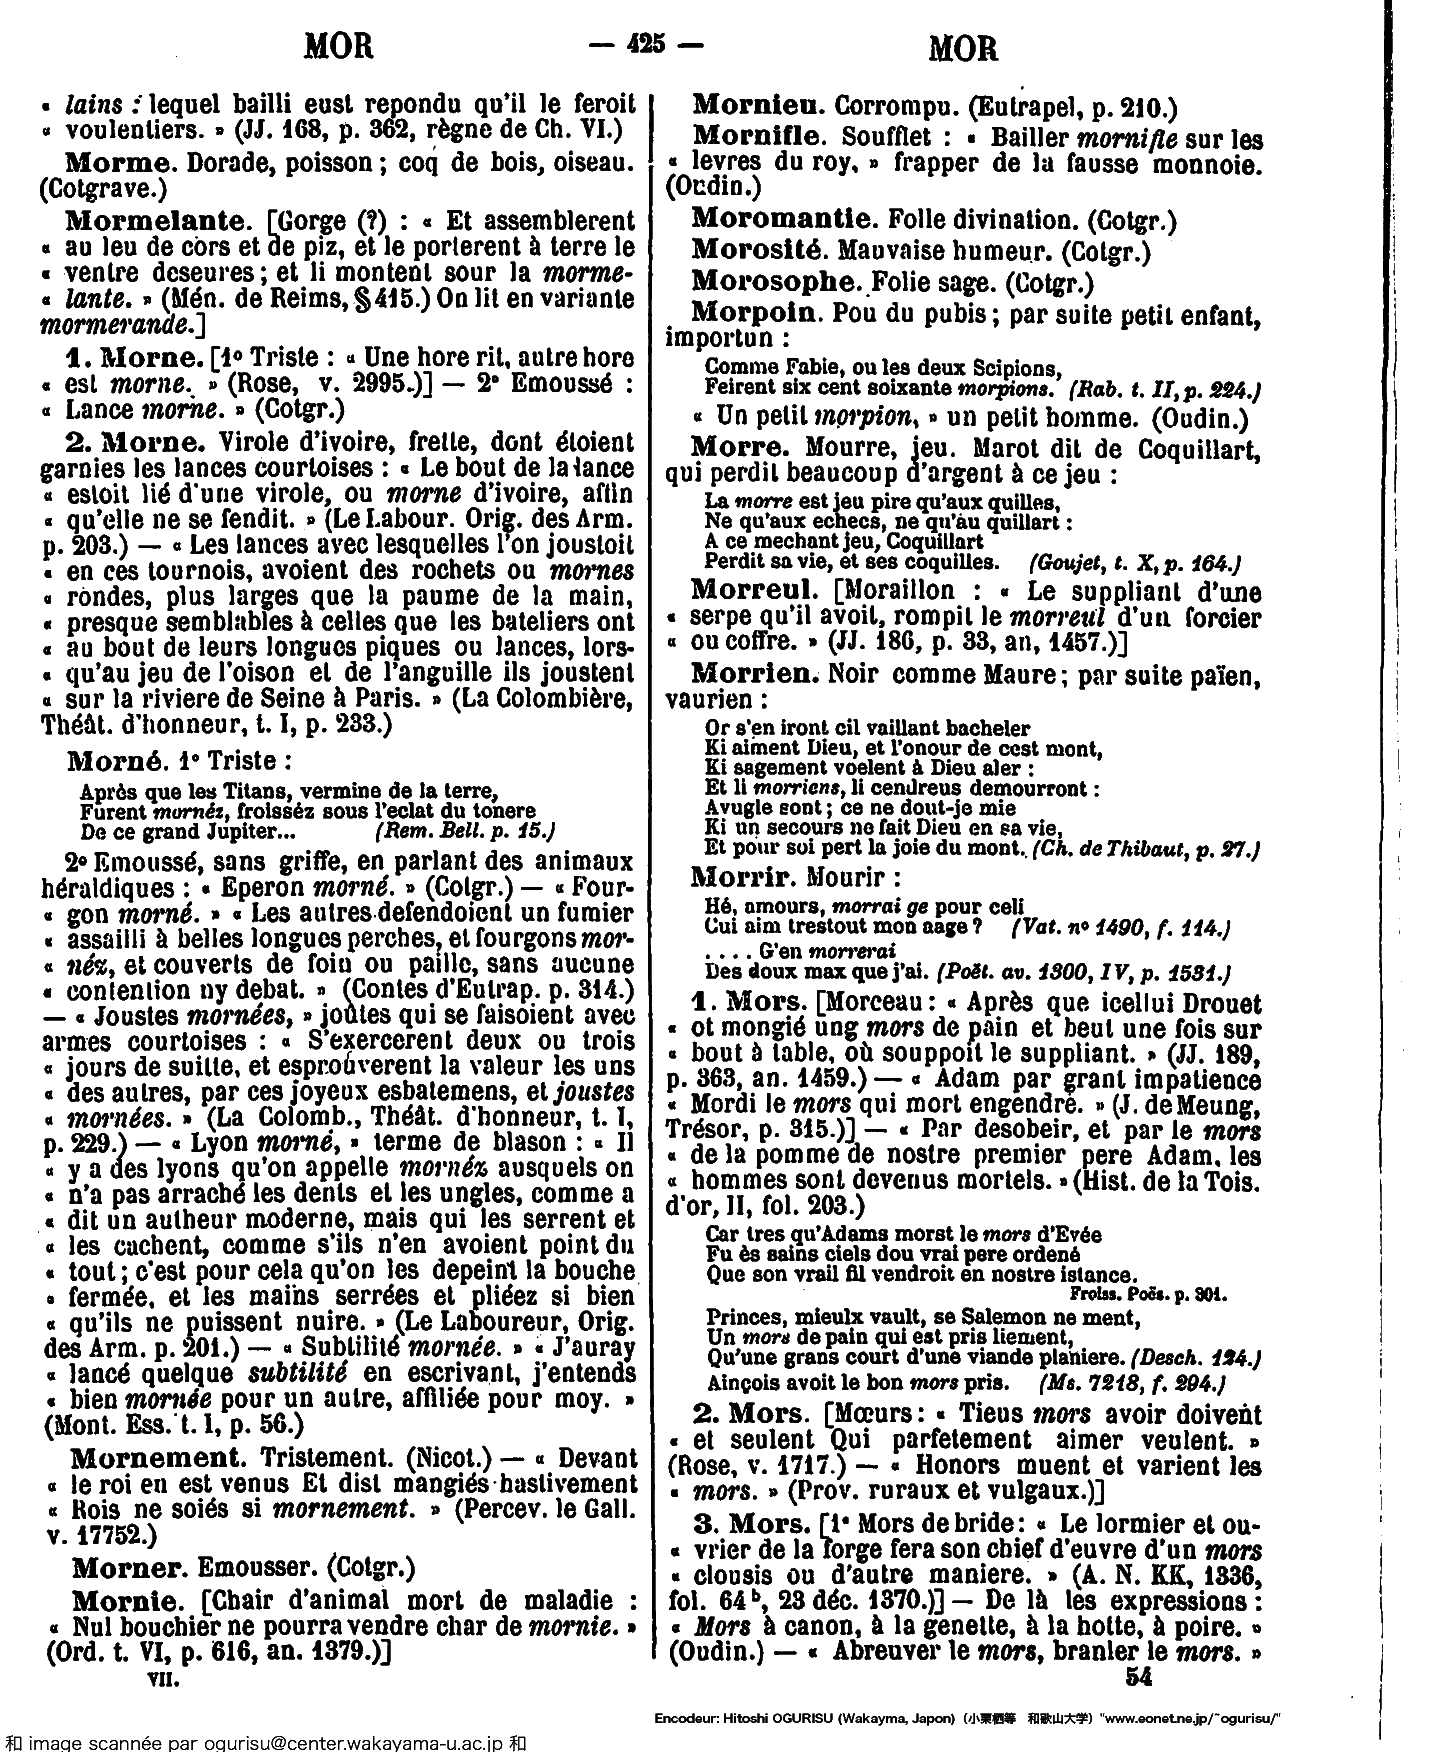 MOR — 425 — MOR
« lains : lequel bailli eust repondu qu'il le feroit
« voulentiers. » (JJ. 168, p. 362, règne de Ch. VI.)
Morme. Dorade, poisson ; coq de bois, oiseau.
(Cotgrave.)
Mormelante. [Gorge (?) : « Et assemblerent
« au leu de cors et de piz, et le porterent à terre le
« ventre deseures ; et li montent sour la morme-
« lante. » (Mén. de Reims, § 415.) On lit en variante
mormerande.]
1. Morne. [1° Triste : « Une hore rit, autre hore
« est morne. » (Rose, v. 2995.)] — 2° Emoussé :
« Lance morne. » (Cotgr.)
2. Morne. Virole d'ivoire, frette, dont étoient
garnies les lances courtoises : « Le bout de la lance
« estoit lié d'une virole, ou morne d'ivoire, afin
« qu'elle ne se fendit. » (Le Labour. Orig. des Arm.
p. 203.) — « Les lances avec lesquelles l'on joustoit
« en ces tournois, avoient des rochets ou mornes
« rondes, plus larges que la paume de la main,
« presque semblables à celles que les bateliers ont
« au bout de leurs longues piques ou lances, lors-
« qu'au jeu de l'oison et de l'anguille ils joustent
« sur la riviere de Seine à Paris. » (La Colombière,
Théât. d'honneur, t. I, p. 233.)
Morné. 1° Triste :
Après que les Titans, vermine de la terre,
Furent mornéz, froisséz sous l'eclat du tonere
De ce grand Jupiter... (Rem. Bell. p. 15.)
2° Emoussé, sans griffe, en parlant des animaux
héraldiques : « Eperon morné. » (Cotgr.) — « Four-
« gon morné. » « Les autres defendoient un fumier
« assailli à belles longues perches, et fourgons mor-
« néz, et couverts de foin ou paille, sans aucune
« contention ny debat. » (Contes d'Eutrap. p. 314.)
— « Joustes mornées, » joûtes qui se faisoient avec
armes courtoises : « S'exercerent deux ou trois
« jours de suitte, et esprouverent la valeur les uns
« des autres, par ces joyeux esbatemens, et joustes
« mornées. » (La Colomb., Théât. d'honneur, t. I,
p. 229.) — « Lyon morné, » terme de blason : « Il
« y a des lyons qu'on appelle mornéz ausquels on
« n'a pas arraché les dents et les ungles, comme a
« dit un autheur moderne, mais qui les serrent et
« les cachent, comme s'ils n'en avoient point du
« tout ; c'est pour cela qu'on les depeint la bouche
« fermée, et les mains serrées et pliéez si bien
« qu'ils ne puissent nuire. » (Le Laboureur, Orig.
des Arm. p. 201.) — « Subtilité mornée. » « J'auray
« lancé quelque subtilité en escrivant, j'entends
« bien mornée pour un autre, affiliée pour moy. »
(Mont. Ess. t. I, p. 56.)
Mornement. Tristement. (Nicot.) — « Devant
« le roi en est venus Et dist mangiés hastivement
« Rois ne soiés si mornement. » (Percev. le Gall.
v. 17752.)
Morner. Emousser. (Cotgr.)
Mornie. [Chair d'animal mort de maladie :
« Nul bouchier ne pourra vendre char de mornie. »
(Ord. t. VI, p. 616, an. 1379.)]
VII.
Mornieu. Corrompu. (Eutrapel, p. 210.)
Mornifle. Soufflet : « Bailler mornifle sur les
« levres du roy, » frapper de la fausse monnoie.
(Oudin.)
Moromantie. Folle divination. (Cotgr.)
Morosité. Mauvaise humeur. (Cotgr.)
Morosophe. Folie sage. (Cotgr.)
Morpoin. Pou du pubis ; par suite petit enfant,
importun :
Comme Fabie, ou les deux Scipions,
Feirent six cent soixante morpions. (Rab. t. II, p. 224.)
« Un petit morpion, » un petit homme. (Oudin.)
Morre. Mourre, jeu. Marot dit de Coquillart,
qui perdit beaucoup d'argent à ce jeu :
La morre est jeu pire qu'aux quilles,
Ne qu'aux echecs, ne qu'au quillart :
A ce mechant jeu, Coquillart
Perdit sa vie, et ses coquilles. (Goujet, t. X, p. 164.)
Morreul. [Moraillon : « Le suppliant d'une
« serpe qu'il avoit, rompit le morreul d'un forcier
« ou coffre. » (JJ. 186, p. 33, an, 1457.)]
Morrien. Noir comme Maure ; par suite païen,
vaurien :
Or s'en iront cil vaillant bacheler
Ki aiment Dieu, et l'onour de cest mont,
Ki sagement voelent à Dieu aler :
Et li morriens, li cendreus demourront :
Avugle sont ; ce ne dout-je mie
Ki un secours ne fait Dieu en sa vie,
Et pour soi pert la joie du mont. (Ch. de Thibaut, p. 27.)
Morrir. Mourir :
Hé, amours, morrai ge pour celi
Cui aim trestout mon aage ? (Vat. n° 1490, f. 114.)
. . . . G'en morrerai
Des doux max que j'ai. (Poët. av. 1300, IV, p. 1531.)
1. Mors. [Morceau : « Après que icellui Drouet
« ot mongié ung mors de pain et beut une fois sur
« bout à table, où souppoit le suppliant. » (JJ. 189,
p. 363, an. 1459.) — « Adam par grant impatience
« Mordi le mors qui mort engendre. » (J. de Meung,
Trésor, p. 315.)] — « Par desobeir, et par le mors
« de la pomme de nostre premier pere Adam, les
« hommes sont devenus mortels. » (Hist. de la Tois.
d'or, II, fol. 203.)
Car tres qu'Adams morst le mors d'Evée
Fu ès sains ciels dou vrai pere ordené
Que son vrail fil vendroit en nostre istance.
Froiss. Poës. p. 301.
Princes, mieulx vault, se Salemon ne ment,
Un mors de pain qui est pris liement,
Qu'une grans court d'une viande planiere. (Desch. 124.)
Ainçois avoit le bon mors pris. (Ms. 7218, f. 294.)
2. Mors. [Mœurs : « Tieus mors avoir doivent
« et seulent Qui parfetement aimer veulent. »
(Rose, v. 1717.) — « Honors muent et varient les
« mors. » (Prov. ruraux et vulgaux.)]
3. Mors. [1° Mors de bride : « Le lormier et ou-
« vrier de la forge fera son chief d'euvre d'un mors
« clousis ou d'autre maniere. » (A. N. KK, 1336,
fol. 64 b, 23 déc. 1370.)] — De là les expressions :
« Mors à canon, à la genette, à la hotte, à poire. »
(Oudin.) — « Abreuver le mors, branler le mors. »
54
Encodeur: Hitoshi OGURISU (Wakayma, Japon) (小栗栖等 和歌山大学) "www.eonet.ne.jp/~ogurisu/"
和 image scannée par ogurisu@center.wakayama-u.ac.jp 和